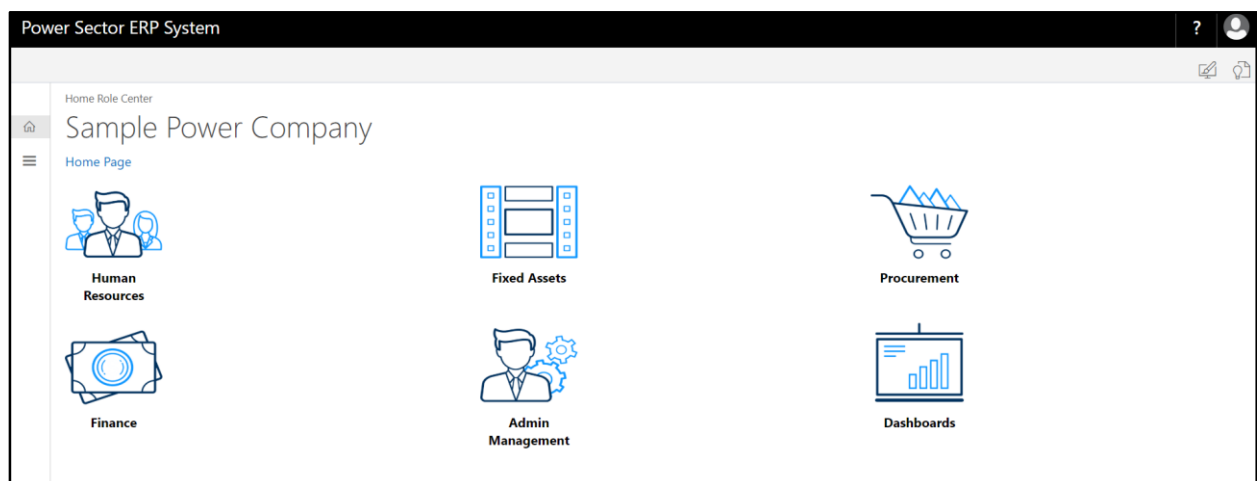 Power Sector ERP System
?
Home Role Center
Sample Power Company
Home Page
Human
Resources
Fixed Assets
Procurement
Finance
Admin
Management
Dashboards